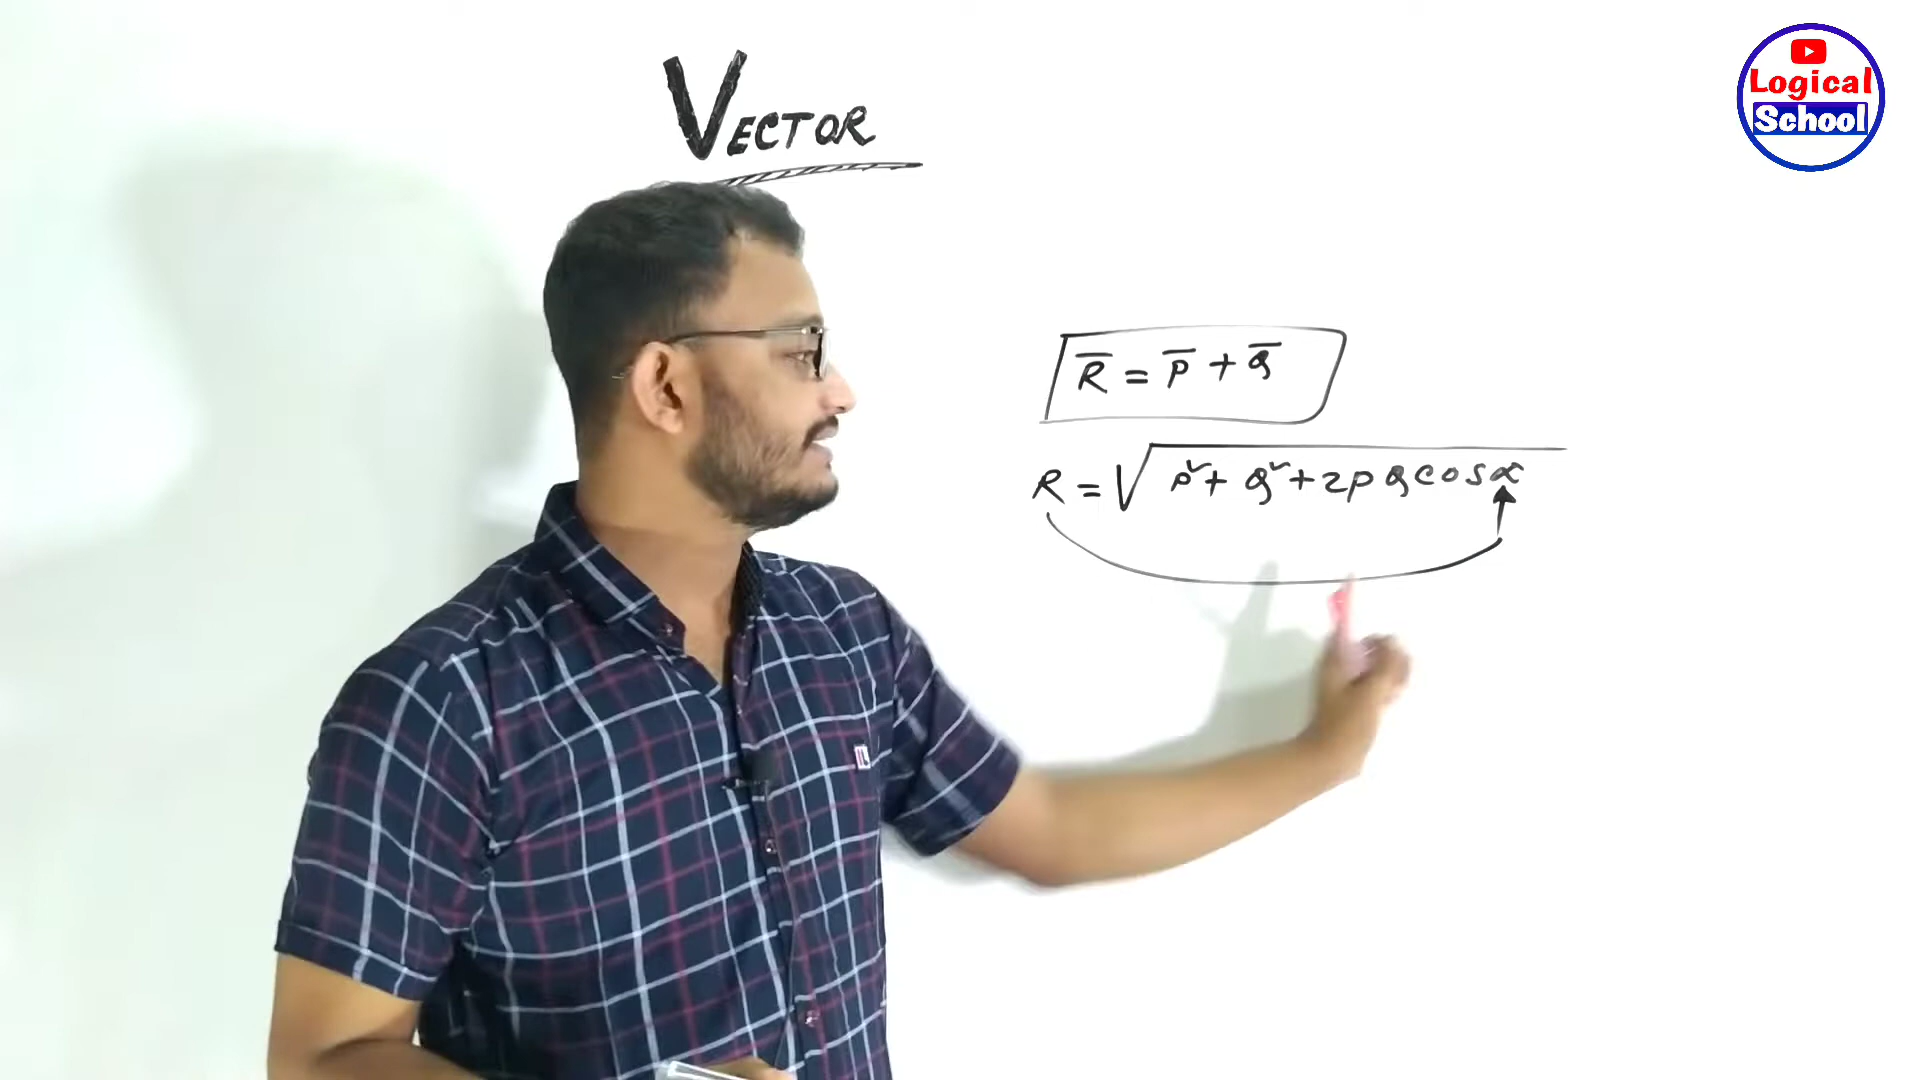 VECTOR
Logical
School
R̅ = P̅ + Q̅
R = √P² + Q² + 2PQcosα